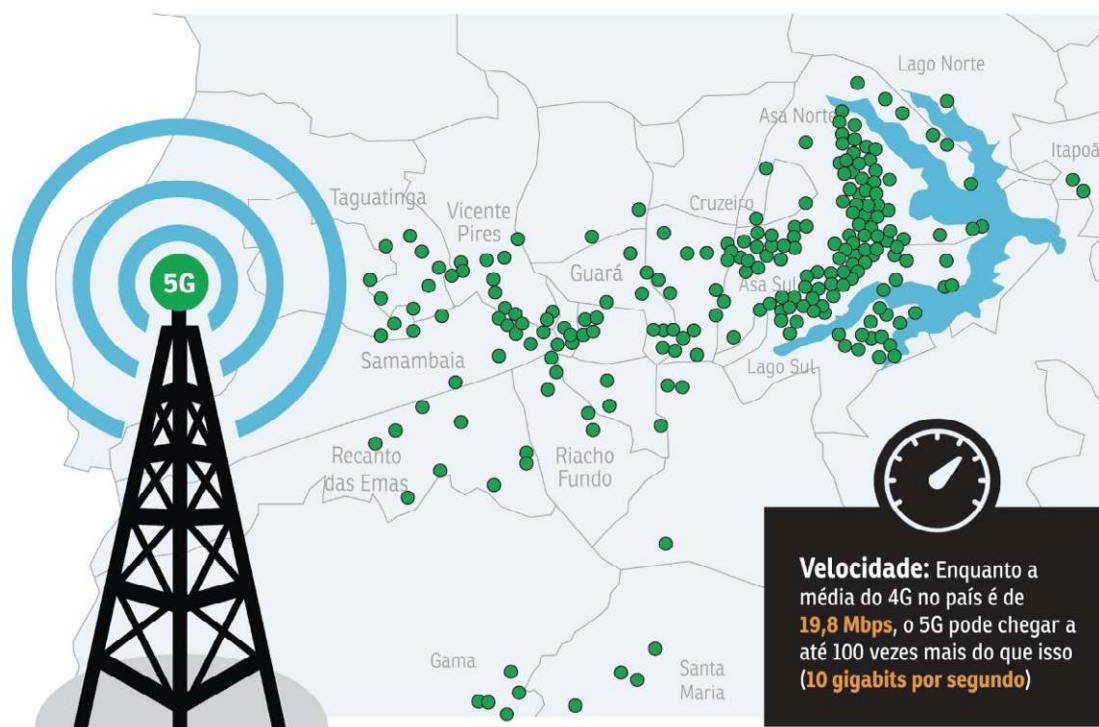 Lago Norte
Asa Norte
Itapoã
Taguatinga
Vicente
Pires
Cruzeiro
5G
Guará
Asa Sul
Samambaia
Lago Sul
Recanto
das Emas
Riacho
Fundo
Velocidade: Enquanto a
média do 4G no país é de
19,8 Mbps, o 5G pode chegar a
até 100 vezes mais do que isso
(10 gigabits por segundo)
Gama
Santa
Maria